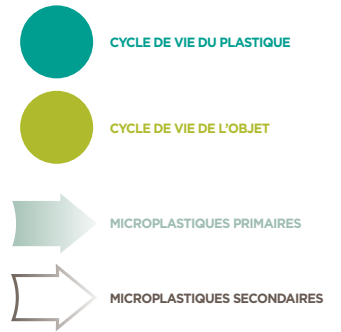 CYCLE DE VIE DU PLASTIQUE
CYCLE DE VIE DE L'OBJET
MICROPLASTIQUES PRIMAIRES
MICROPLASTIQUES SECONDAIRES